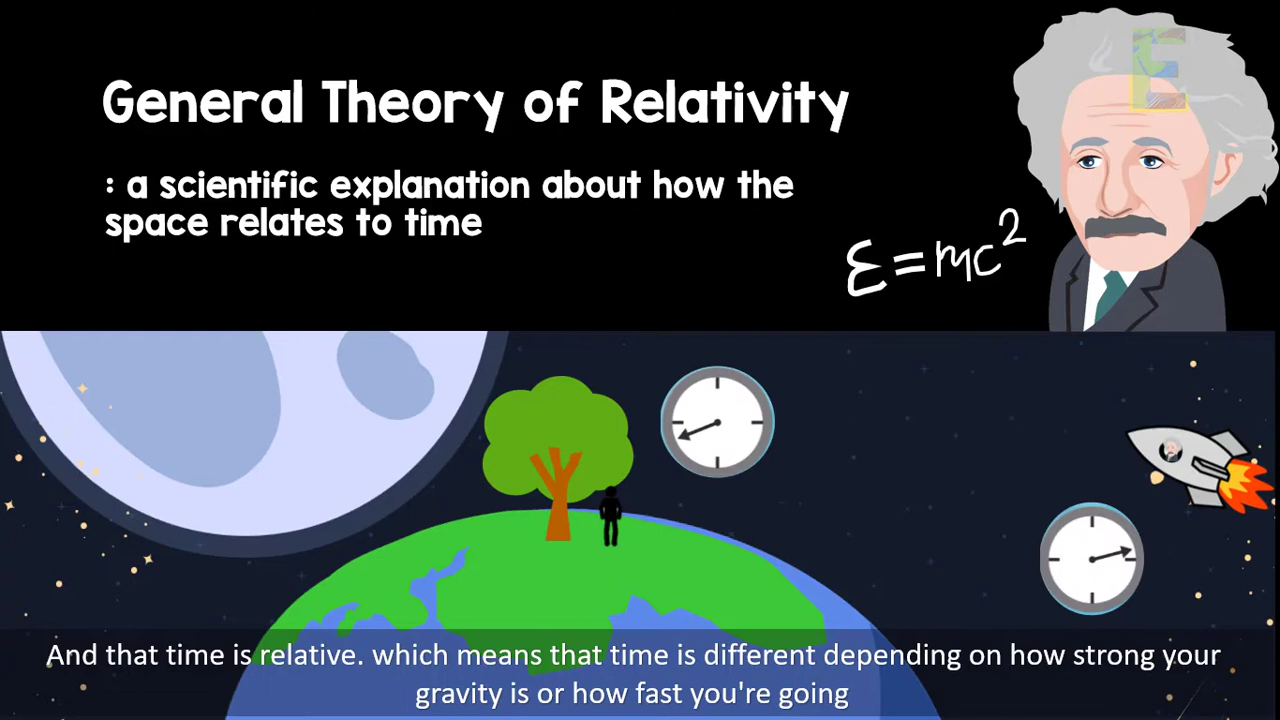 General Theory of Relativity
: a scientific explanation about how the
space relates to time
E=mc²
E
And that time is relative. which means that time is different depending on how strong your
gravity is or how fast you're going